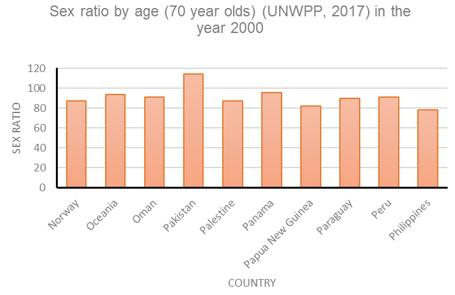 Sex ratio by age (70 year olds) (UNWPP, 2017) in the
year 2000
120
100
80
60
40
20
0
SEX RATIO
Norway
Oceania
Oman
Pakistan
Palestine
Panama
Papua New Guinea
Paraguay
Peru
Philippines
COUNTRY